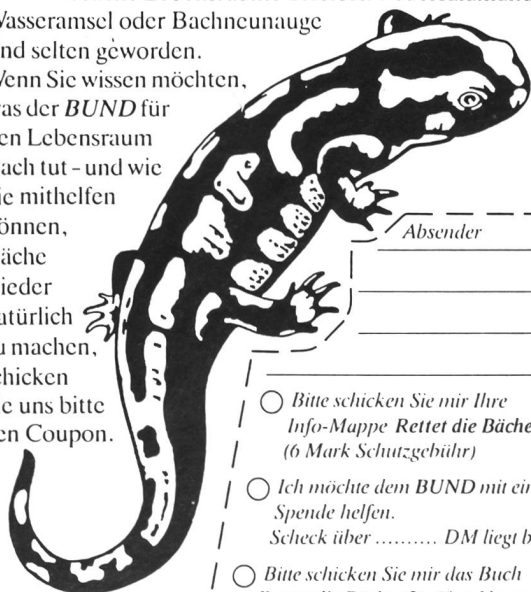 Wasseramsel oder Bachneunauge
sind selten geworden.
Wenn Sie wissen möchten,
was der BUND für
den Lebensraum
Bach tut – und wie
Sie mithelfen
können,
Bäche
wieder
natürlich
zu machen,
schicken
Sie uns bitte
den Coupon.
Absender
Bitte schicken Sie mir Ihre
Info-Mappe Rettet die Bäche
(6 Mark Schutzgebühr)
Ich möchte dem BUND mit ein
Spende helfen.
Scheck über .......... DM liegt b
Bitte schicken Sie mir das Buch